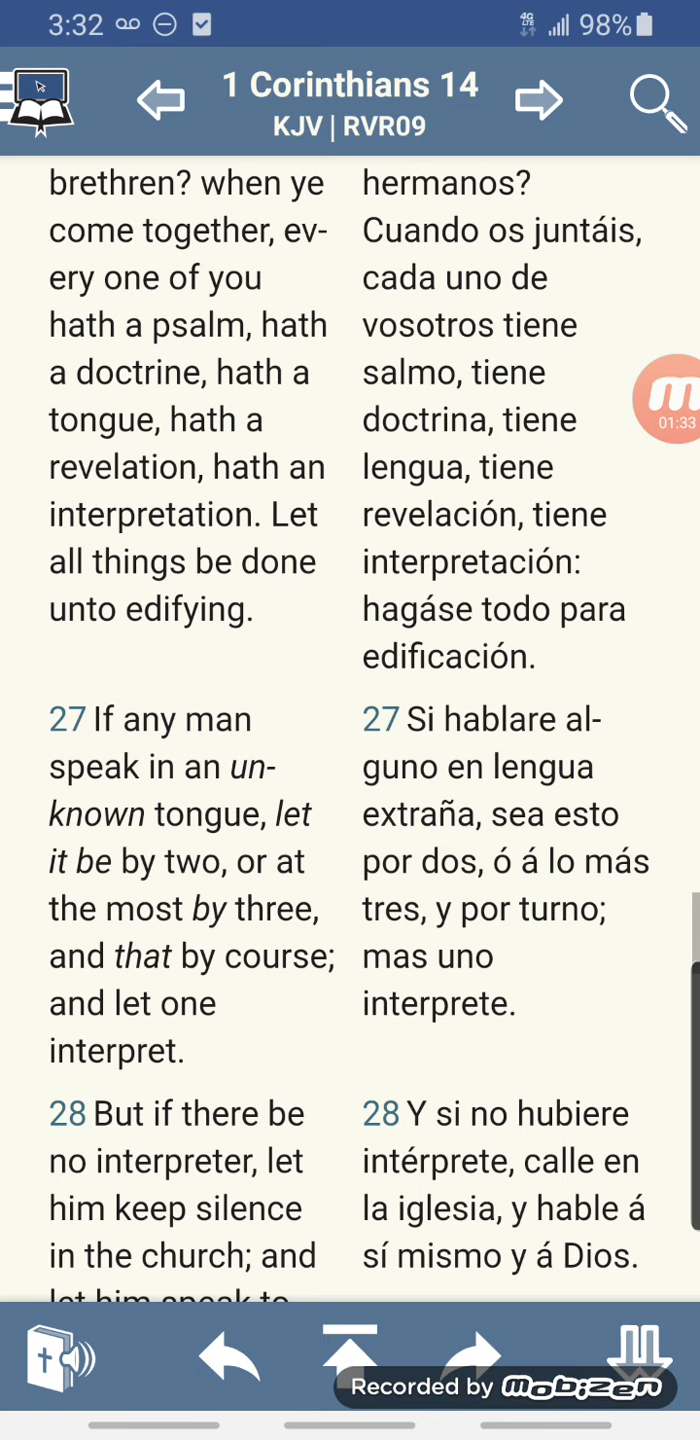 3:32
4G LTE 98%
1 Corinthians 14
KJV | RVR09
brethren? when ye
come together, ev-
ery one of you
hath a psalm, hath
a doctrine, hath a
tongue, hath a
revelation, hath an
interpretation. Let
all things be done
unto edifying.
27 If any man
speak in an un-
known tongue, let
it be by two, or at
the most by three,
and that by course;
and let one
interpret.
28 But if there be
no interpreter, let
him keep silence
in the church; and
let him speak to
hermanos?
Cuando os juntáis,
cada uno de
vosotros tiene
salmo, tiene
doctrina, tiene
lengua, tiene
revelación, tiene
interpretación:
hagáse todo para
edificación.
27 Si hablare al-
guno en lengua
extraña, sea esto
por dos, ó á lo más
tres, y por turno;
mas uno
interprete.
28 Y si no hubiere
intérprete, calle en
la iglesia, y hable á
sí mismo y á Dios.
m
01:33
Recorded by Mobizen